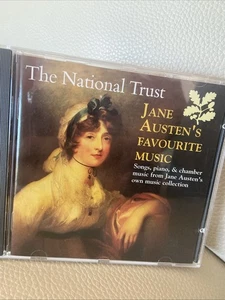 The National Trust
JANE
AUSTEN'S
FAVOURITE
MUSIC
Songs, piano, & chamber
music from Jane Austen's
own music collection